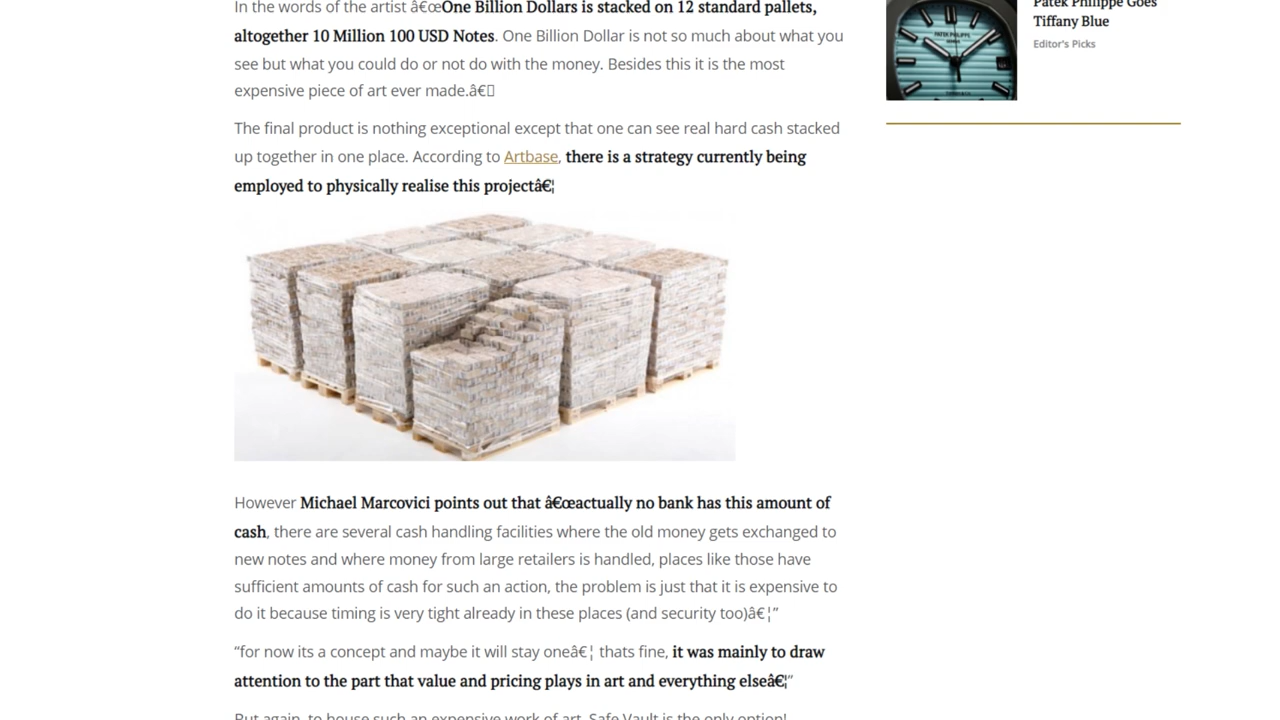 In the words of the artist â€œOne Billion Dollars is stacked on 12 standard pallets,
altogether 10 Million 100 USD Notes. One Billion Dollar is not so much about what you
see but what you could do or not do with the money. Besides this it is the most
expensive piece of art ever made.â€
The final product is nothing exceptional except that one can see real hard cash stacked
up together in one place. According to Artbase, there is a strategy currently being
employed to physically realise this projectâ€¦
However Michael Marcovici points out that â€œactually no bank has this amount of
cash, there are several cash handling facilities where the old money gets exchanged to
new notes and where money from large retailers is handled, places like those have
sufficient amounts of cash for such an action, the problem is just that it is expensive to
do it because timing is very tight already in these places (and security too)â€¦”
“for now its a concept and maybe it will stay oneâ€¦ thats fine, it was mainly to draw
attention to the part that value and pricing plays in art and everything elseâ€¦”
But again, to house such an expensive work of art, Safe Vault is the only option!
Patek Philippe Goes
Tiffany Blue
Editor's Picks
PATEK PHILIPPE